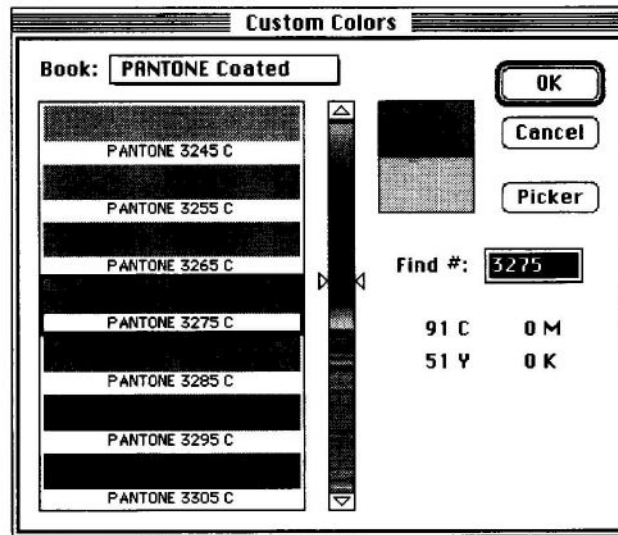 Custom Colors
Book: PANTONE Coated
PANTONE 3245 C
PANTONE 3255 C
PANTONE 3265 C
PANTONE 3275 C
PANTONE 3285 C
PANTONE 3295 C
PANTONE 3305 C
OK
Cancel
Picker
Find #: 3275
91 C 0 M
51 Y 0 K